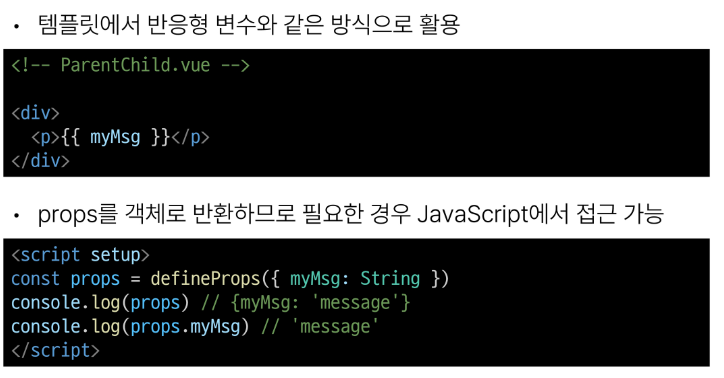 • 템플릿에서 반응형 변수와 같은 방식으로 활용
<!-- ParentChild.vue -->
<div>
<p>{{ myMsg }}</p>
</div>
• props를 객체로 반환하므로 필요한 경우 JavaScript에서 접근 가능
<script setup>
const props = defineProps({ myMsg: String })
console.log(props) // {myMsg: 'message'}
console.log(props.myMsg) // 'message'
</script>